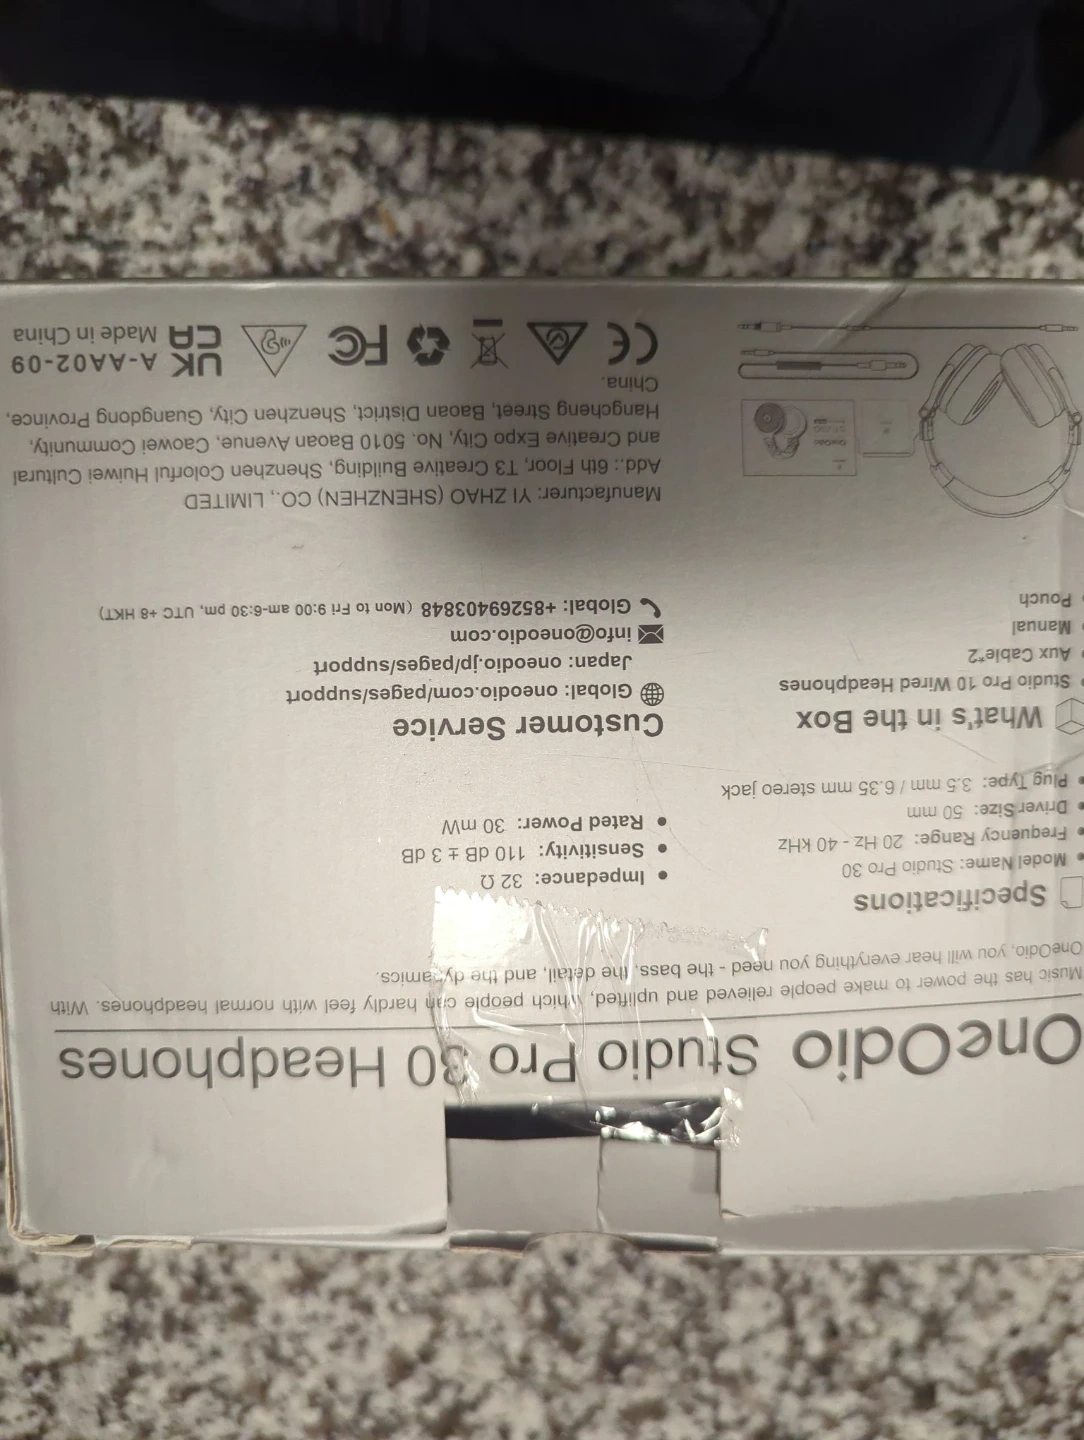 OneOdio Studio Pro 30 Headphones
Music has the power to make people relieved and uplifted, which people can hardly feel with normal headphones. With
OneOdio, you will hear everything you need - the bass, the detail, and the dynamics.
Specifications
• Model Name: Studio Pro 30
• Frequency Range: 20 Hz - 40 kHz
• Driver Size: 50 mm
• Plug Type: 3.5 mm / 6.35 mm stereo jack
• Impedance: 32 Ω
• Sensitivity: 110 dB ± 3 dB
• Rated Power: 30 mW
What's in the Box
• Studio Pro 10 Wired Headphones
• Aux Cable*2
• Manual
• Pouch
Customer Service
Global: oneodio.com/pages/support
Japan: oneodio.jp/pages/support
info@oneodio.com
Global: +85269403848 (Mon to Fri 9:00 am-6:30 pm, UTC +8 HKT)
Manufacturer: YI ZHAO (SHENZHEN) CO., LIMITED
Add.: 6th Floor, T3 Creative Building, Shenzhen Colorful Huiwei Cultural
and Creative Expo City, No. 5010 Baoan Avenue, Caowei Community,
Hangcheng Street, Baoan District, Shenzhen City, Guangdong Province,
China.
CE
FC
UK
CA
A-AA02-09
Made in China
OneOdio